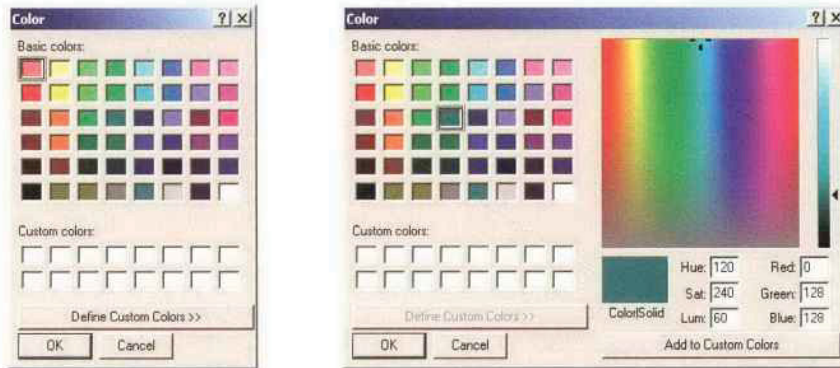 Color
Basic colors:
Custom colors:
Define Custom Colors >>
OK Cancel
Color
Basic colors:
Custom colors:
Define Custom Colors >>
OK Cancel
Color|Solid
Hue: 120
Sat: 240
Lum: 60
Red: 0
Green: 128
Blue: 128
Add to Custom Colors